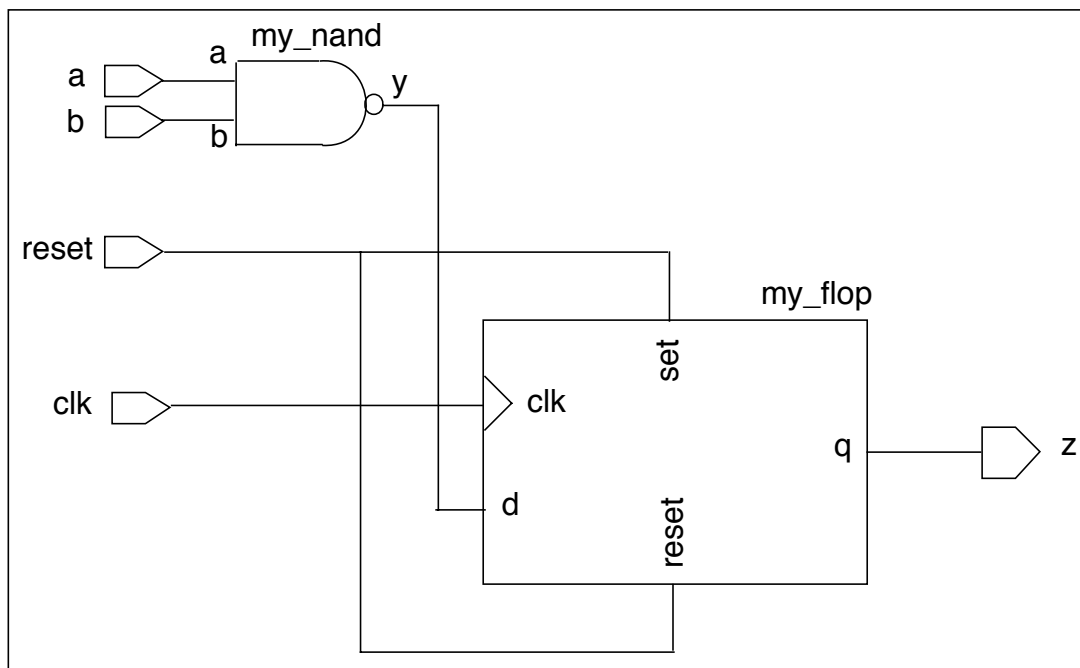 my_nand
a
a
y
b
b
reset
my_flop
set
clk
clk
q
z
d
reset